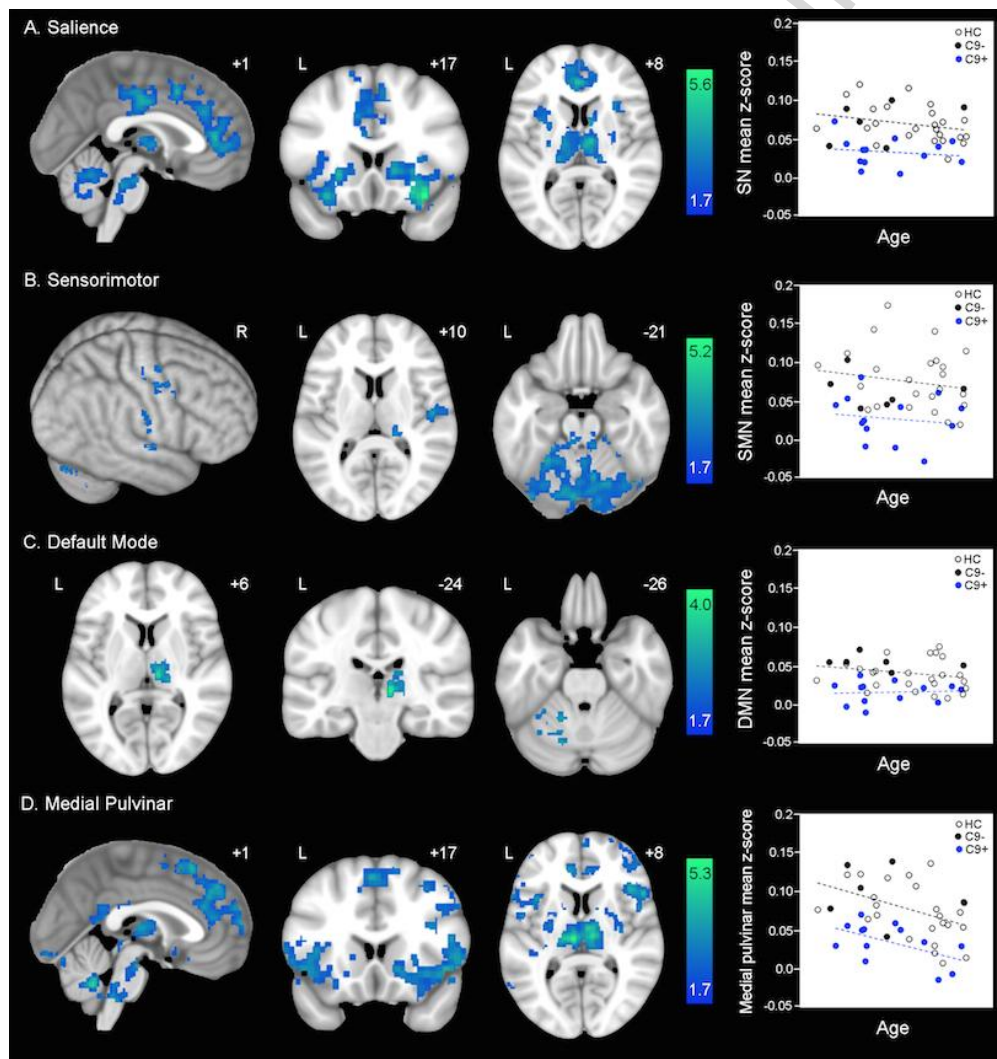 A. Salience
+1
L
+17
L
+8
5.6
1.7
SN mean z-score
0.2
0.15
0.10
0.05
0.0
-0.05
HC
C9-
C9+
Age
B. Sensorimotor
R
L
+10
L
-21
5.2
1.7
SMN mean z-score
0.2
0.15
0.10
0.05
0.0
-0.05
HC
C9-
C9+
Age
C. Default Mode
L
+6
L
-24
L
-26
4.0
1.7
DMN mean z-score
0.2
0.15
0.10
0.05
0.0
-0.05
HC
C9-
C9+
Age
D. Medial Pulvinar
+1
L
+17
L
+8
5.3
1.7
Medial pulvinar mean z-score
0.2
0.15
0.10
0.05
0.0
-0.05
HC
C9-
C9+
Age